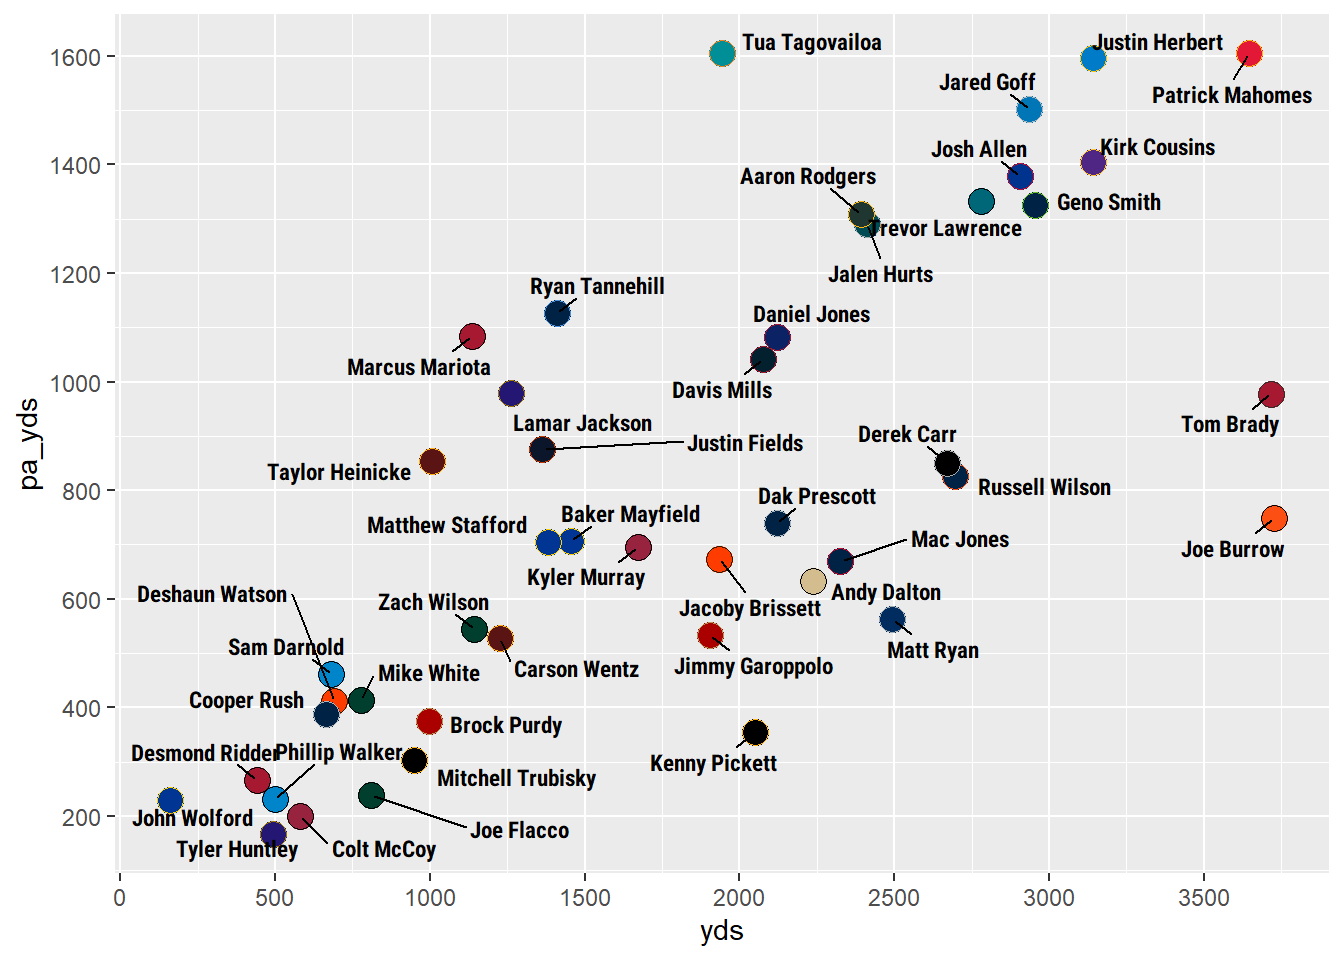 1600
1400
1200
1000
800
600
400
200
pa_yds
Tua Tagovailoa
Justin Herbert
Jared Goff
Patrick Mahomes
Josh Allen
Kirk Cousins
Aaron Rodgers
Geno Smith
Trevor Lawrence
Jalen Hurts
Ryan Tannehill
Daniel Jones
Marcus Mariota
Davis Mills
Lamar Jackson
Tom Brady
Derek Carr
Justin Fields
Taylor Heinicke
Russell Wilson
Dak Prescott
Baker Mayfield
Matthew Stafford
Mac Jones
Joe Burrow
Kyler Murray
Deshaun Watson
Andy Dalton
Zach Wilson
Jacoby Brissett
Sam Darnold
Matt Ryan
Jimmy Garoppolo
Carson Wentz
Mike White
Cooper Rush
Brock Purdy
Desmond Ridder
Phillip Walker
Kenny Pickett
Mitchell Trubisky
John Wolford
Joe Flacco
Tyler Huntley
Colt McCoy
0
500
1000
1500
2000
2500
3000
3500
yds